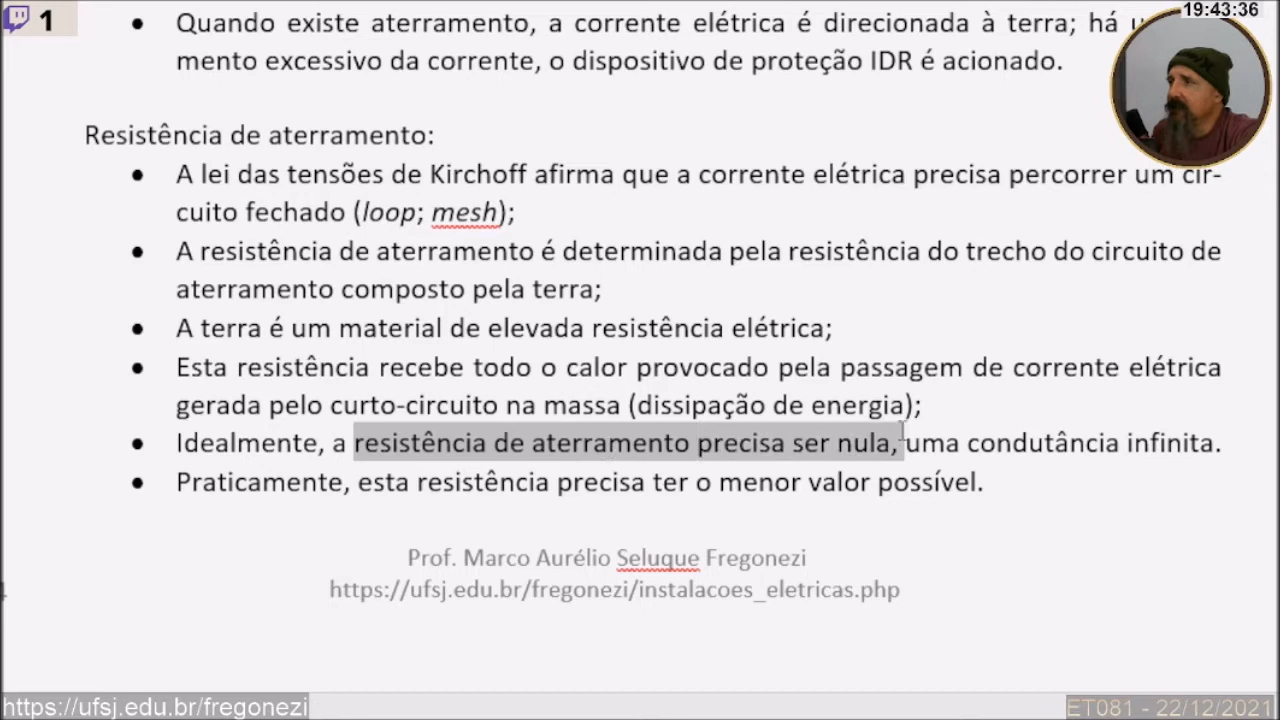 1
19:43:36
• Quando existe aterramento, a corrente elétrica é direcionada à terra; há
mento excessivo da corrente, o dispositivo de proteção IDR é acionado.
Resistência de aterramento:
• A lei das tensões de Kirchoff afirma que a corrente elétrica precisa percorrer um cir-
cuito fechado (loop; mesh);
• A resistência de aterramento é determinada pela resistência do trecho do circuito de
aterramento composto pela terra;
• A terra é um material de elevada resistência elétrica;
• Esta resistência recebe todo o calor provocado pela passagem de corrente elétrica
gerada pelo curto-circuito na massa (dissipação de energia);
• Idealmente, a resistência de aterramento precisa ser nula, uma condutância infinita.
• Praticamente, esta resistência precisa ter o menor valor possível.
Prof. Marco Aurélio Seluque Fregonezi
https://ufsj.edu.br/fregonezi/instalacoes_eletricas.php
https://ufsj.edu.br/fregonezi
ET081 - 22/12/2021